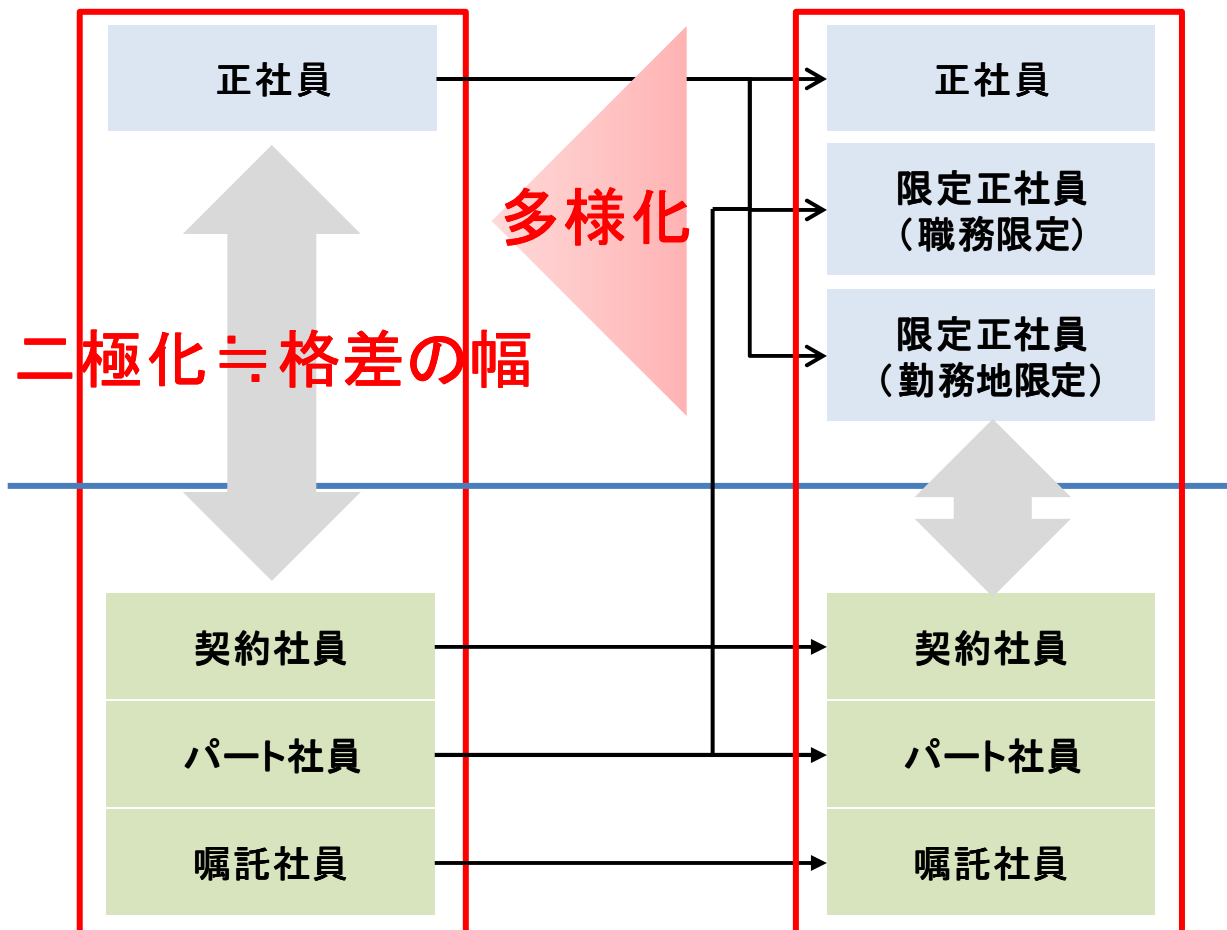 正社員
二極化≒格差の幅
契約社員
パート社員
嘱託社員
多様化
正社員
限定正社員
（職務限定）
限定正社員
（勤務地限定）
契約社員
パート社員
嘱託社員